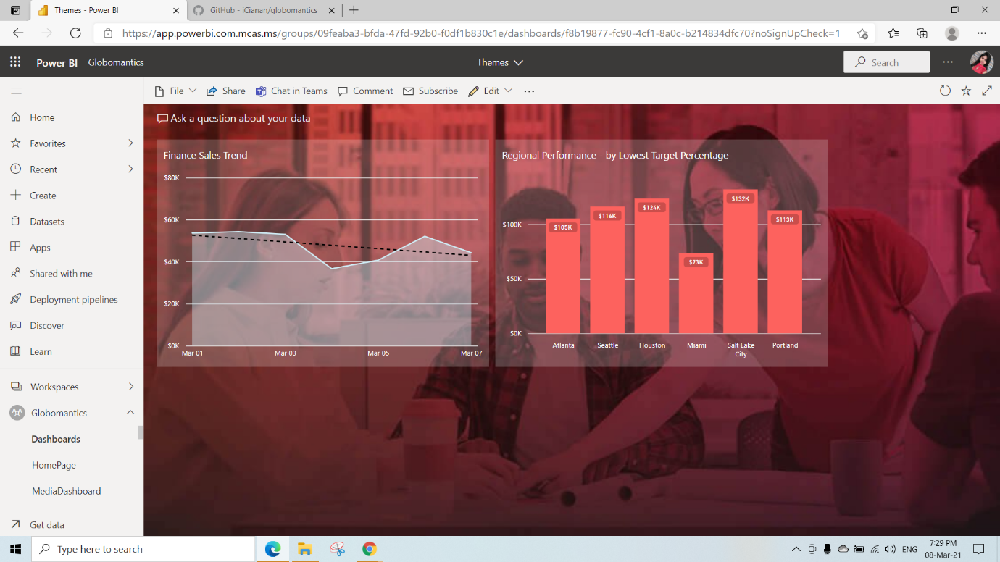 Themes - Power BI
GitHub - iCianan/globomantics
https://app.powerbi.com.mcas.ms/groups/09feaba3-bfda-47fd-92b0-f0df1b830c1e/dashboards/f8b19877-fc90-4cf1-8a0c-b214834dfc70?noSignUpCheck=1
Power BI Globomantics
Themes
Search
File
Share
Chat in Teams
Comment
Subscribe
Edit
Home
Favorites
Recent
Create
Datasets
Apps
Shared with me
Deployment pipelines
Discover
Learn
Workspaces
Globomantics
Dashboards
HomePage
MediaDashboard
Get data
Ask a question about your data
Finance Sales Trend
$80K
$60K
$40K
$20K
$0K
Mar 01 Mar 03 Mar 05 Mar 07
Regional Performance - by Lowest Target Percentage
$100K
$50K
$0K
$105K $116K $124K $73K $132K $113K
Atlanta Seattle Houston Miami Salt Lake City Portland
Type here to search
ENG
7:29 PM
08-Mar-21